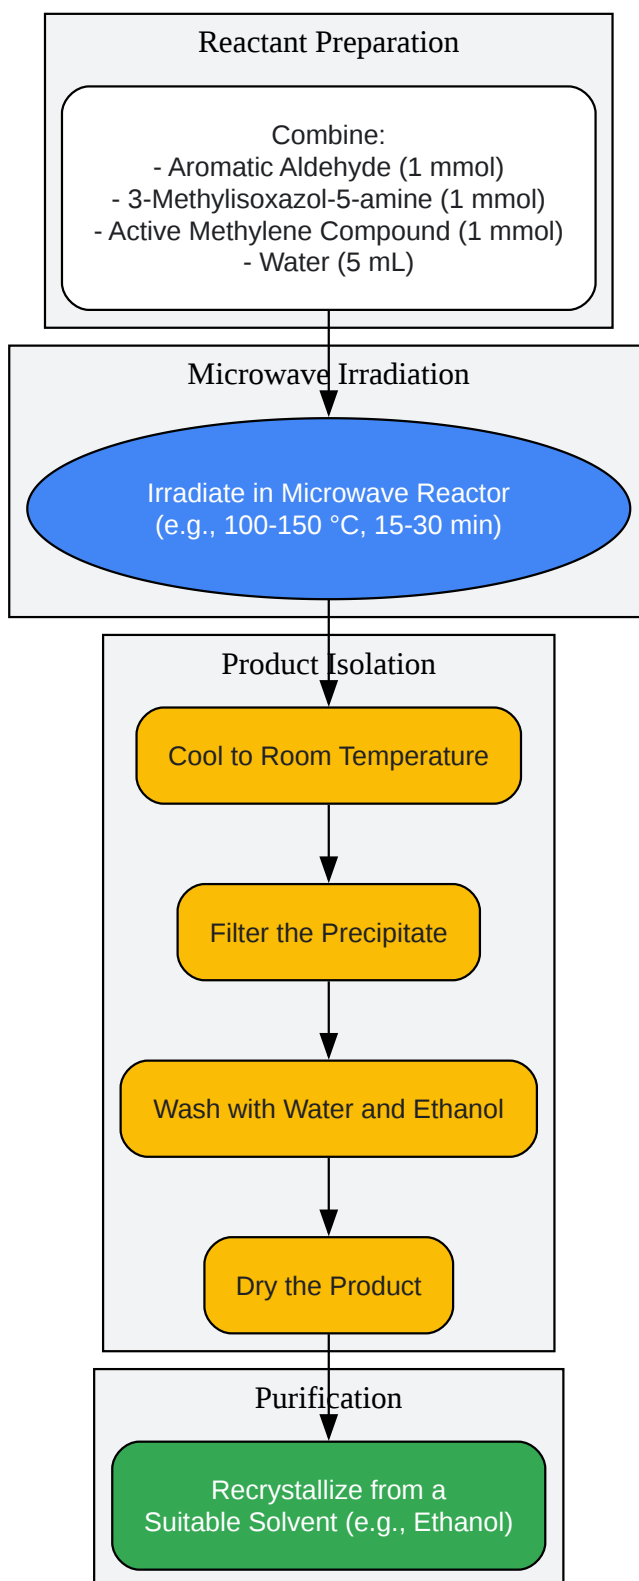 Reactant Preparation
Combine:
- Aromatic Aldehyde (1 mmol)
- 3-Methylisoxazol-5-amine (1 mmol)
- Active Methylene Compound (1 mmol)
- Water (5 mL)
Microwave Irradiation
Irradiate in Microwave Reactor
(e.g., 100-150 °C, 15-30 min)
Product Isolation
Cool to Room Temperature
Filter the Precipitate
Wash with Water and Ethanol
Dry the Product
Purification
Recrystallize from a
Suitable Solvent (e.g., Ethanol)